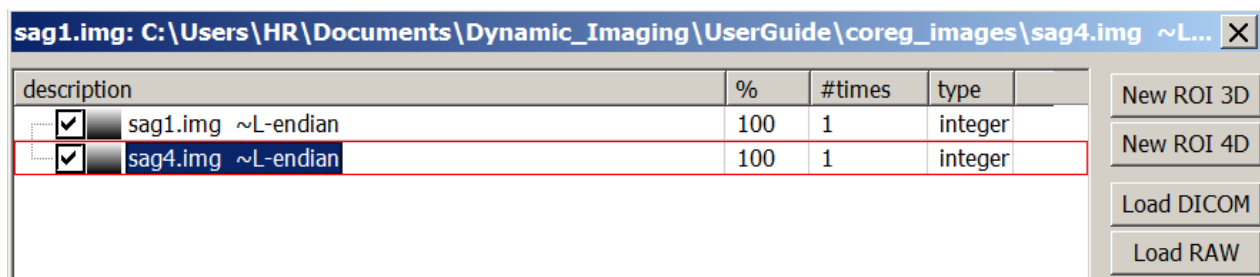 sag1.img: C:\Users\HR\Documents\Dynamic_Imaging\UserGuide\coreg_images\sag4.img ~L...
description % #times type
sag1.img ~L-endian 100 1 integer
sag4.img ~L-endian 100 1 integer
New ROI 3D
New ROI 4D
Load DICOM
Load RAW